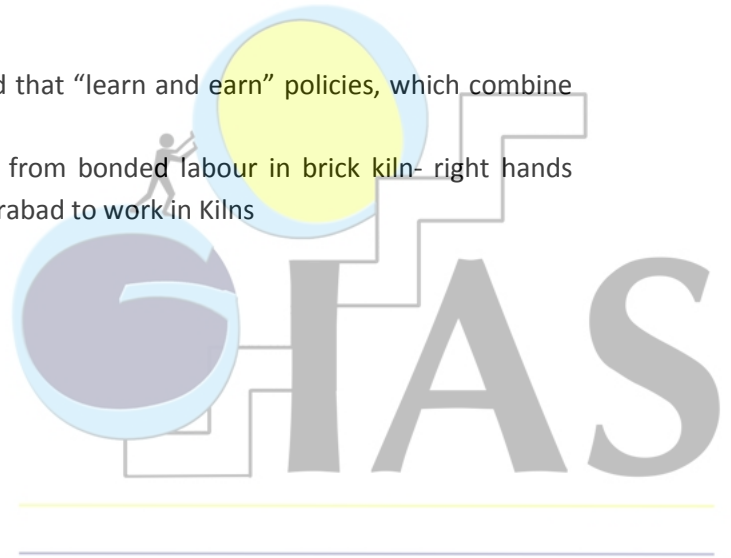 d that “learn and earn” policies, which combine
from bonded labour in brick kiln- right hands
rabad to work in Kilns
GIAS